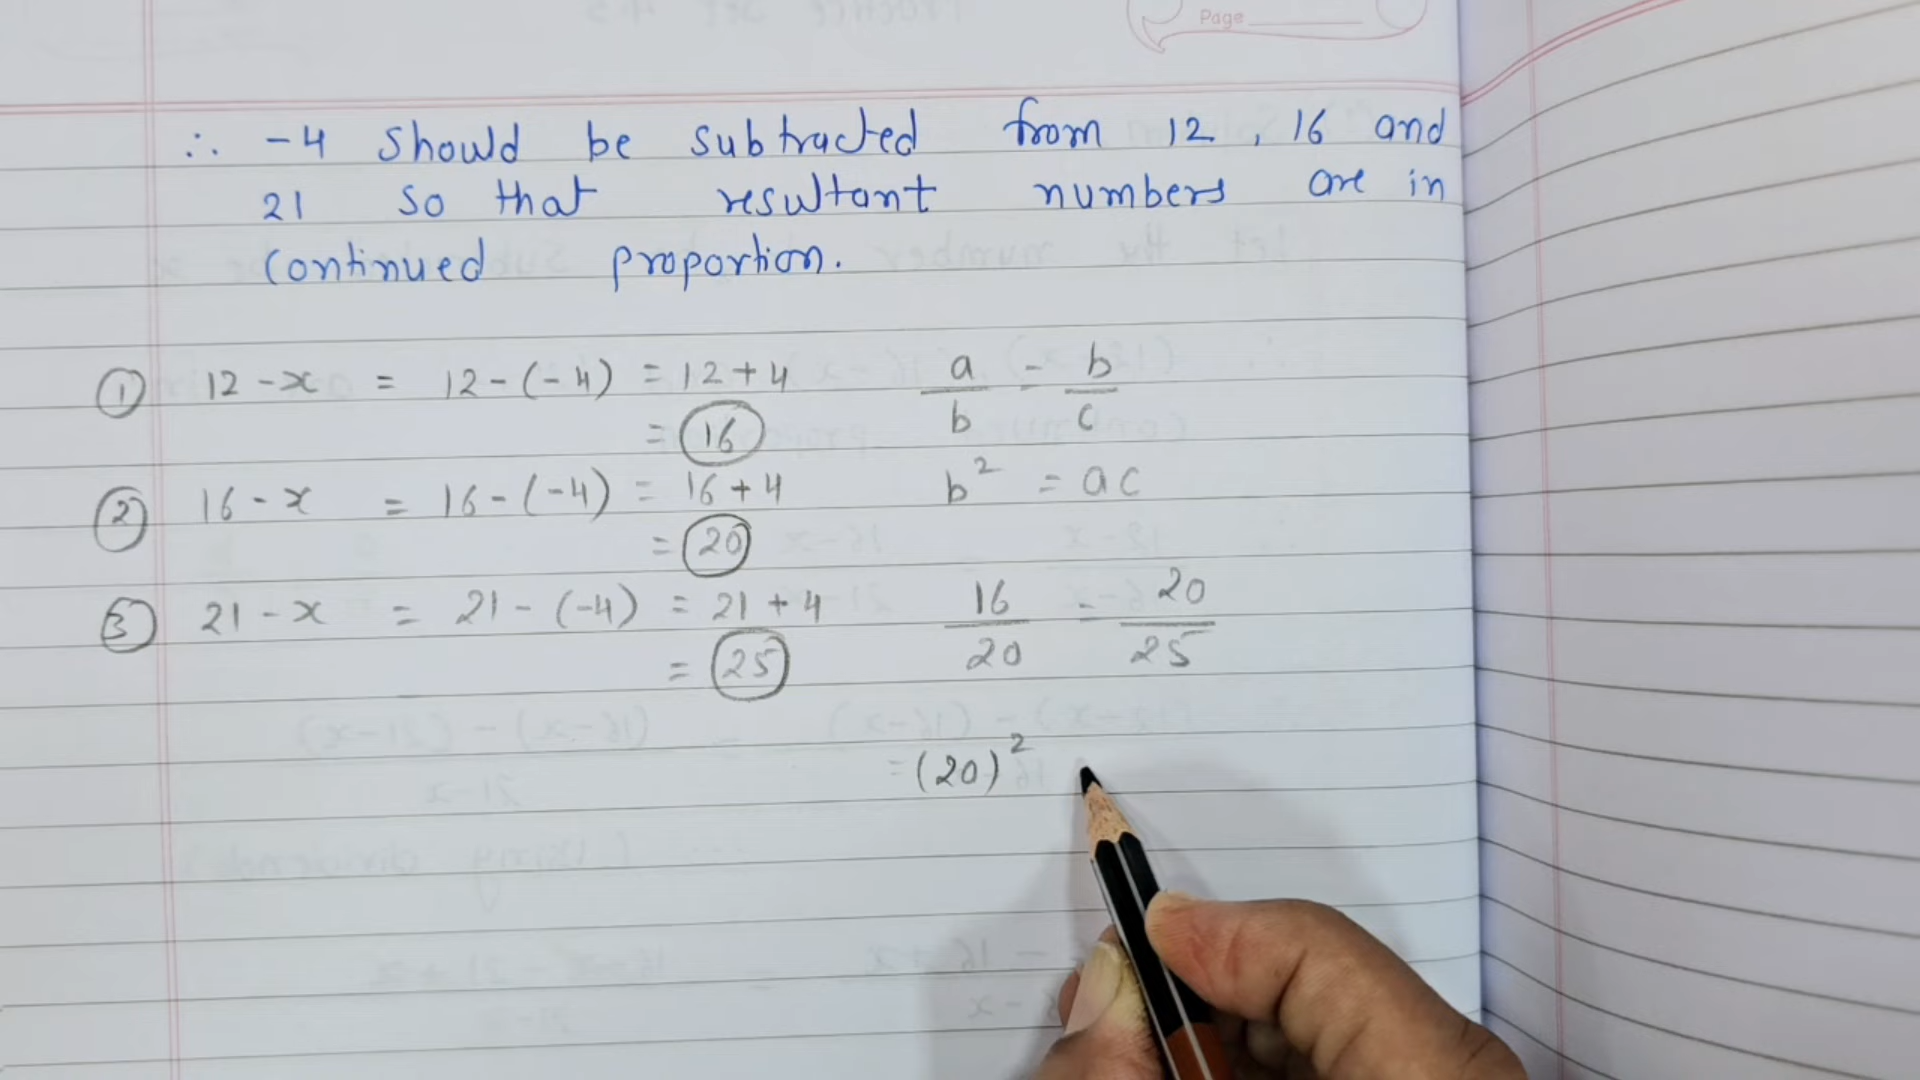 Page
∴ -4 should be subtracted from 12, 16 and
21 so that resultant numbers are in
continued proportion.
① 12 - x = 12 - (-4) = 12 + 4
= 16
a/b = b/c
② 16 - x = 16 - (-4) = 16 + 4
= 20
b² = ac
③ 21 - x = 21 - (-4) = 21 + 4
= 25
16/20 = 20/25
= (20)²